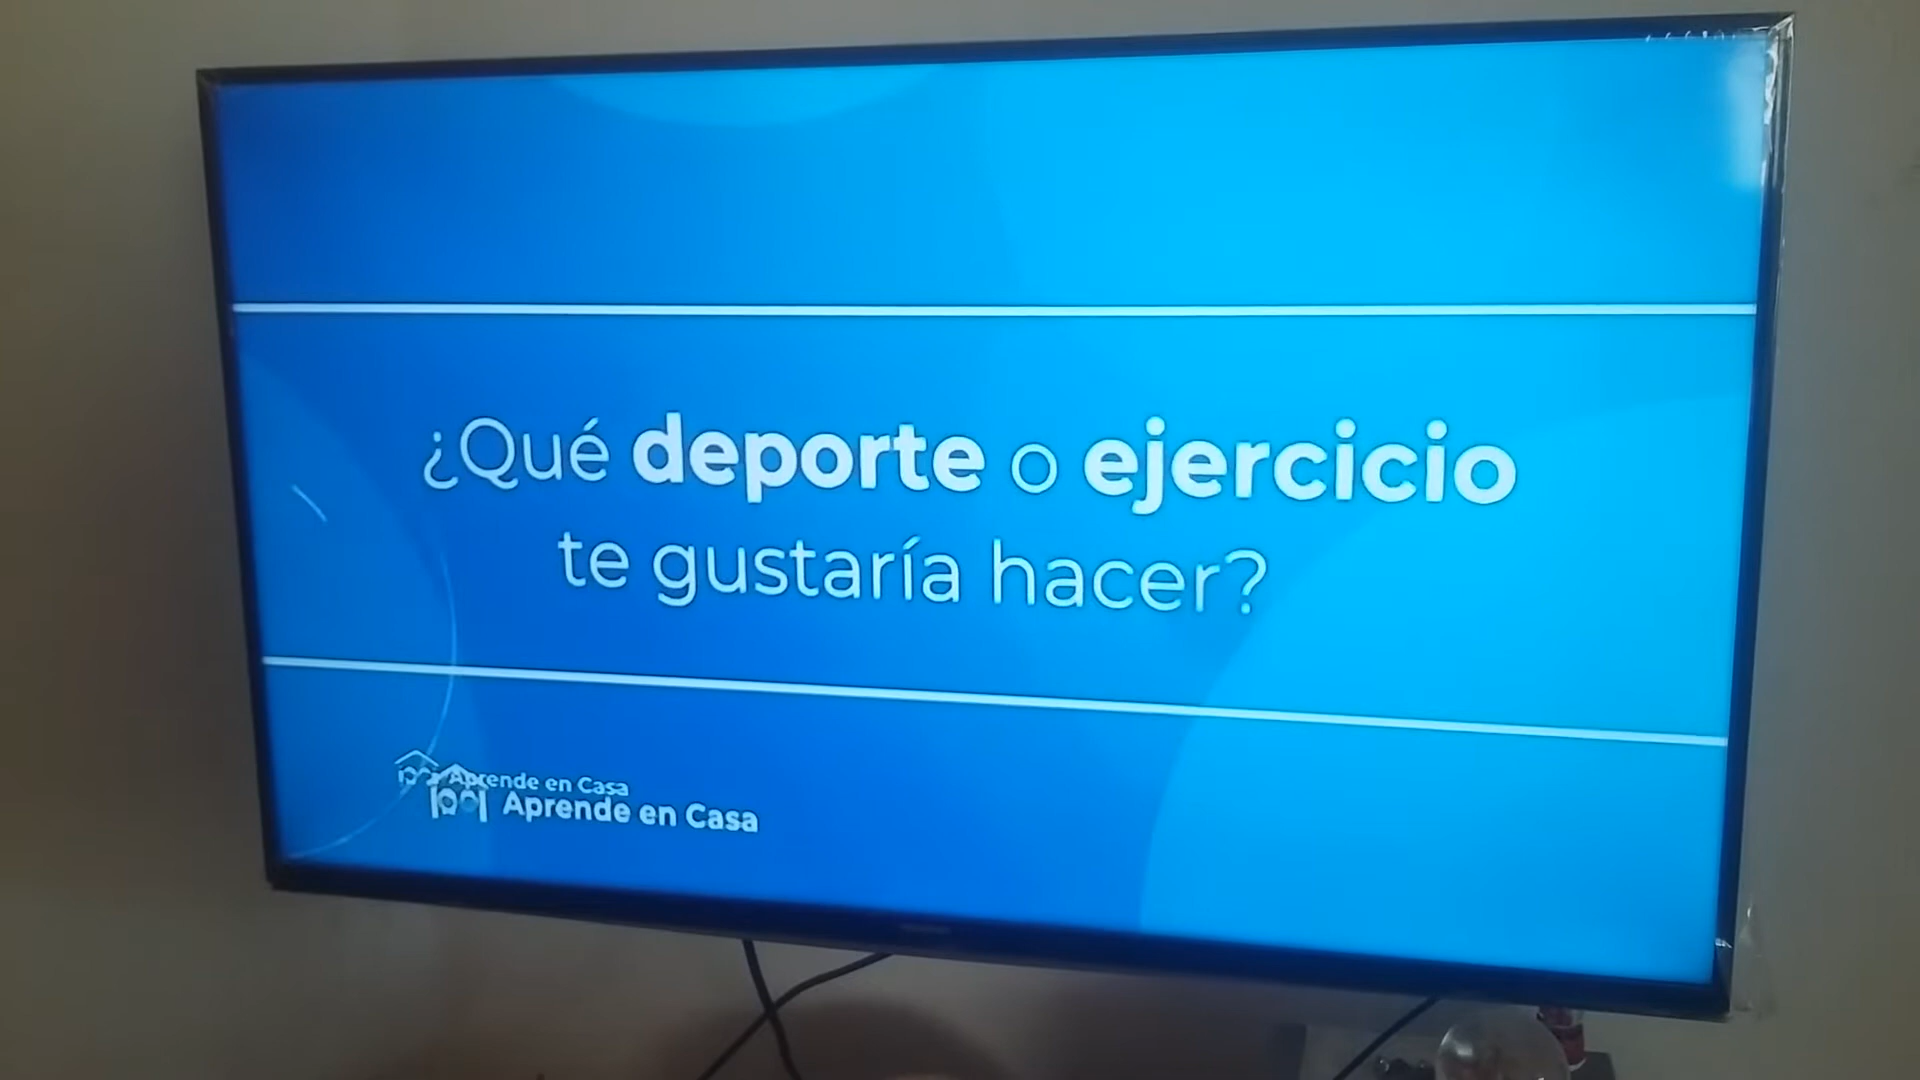 ¿Qué deporte o ejercicio
te gustaría hacer?
Aprende en Casa
Aprende en Casa